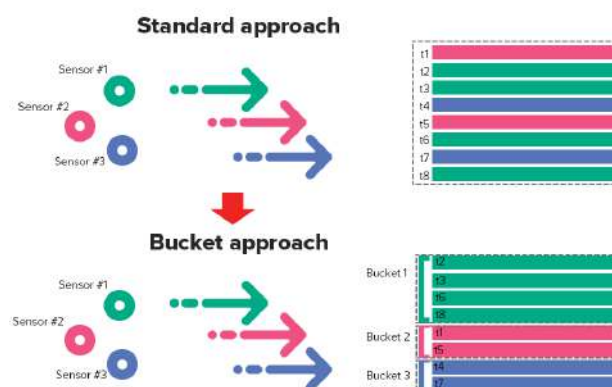 Standard approach
Sensor #1
Sensor #2
Sensor #3
t1
t2
t3
t4
t5
t6
t7
t8
Bucket approach
Sensor #1
Sensor #2
Sensor #3
Bucket 1
t2
t3
t6
t8
Bucket 2
t1
t5
Bucket 3
t4
t7